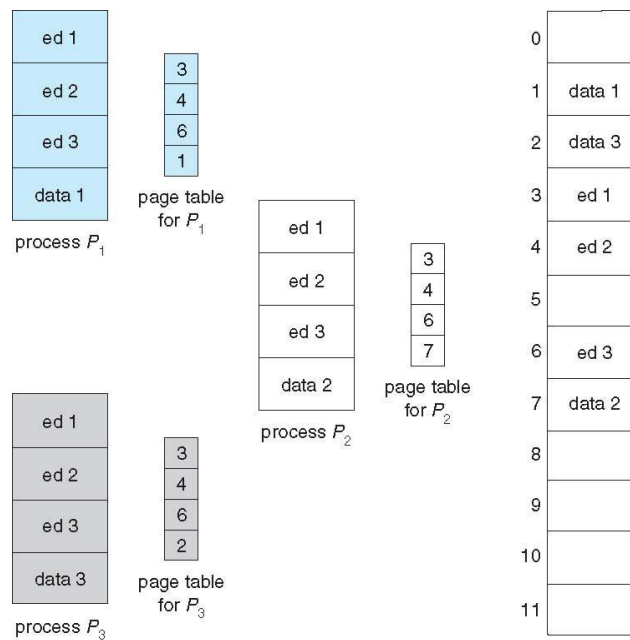 ed 1
ed 2
ed 3
data 1
process P1
3
4
6
1
page table
for P1
ed 1
ed 2
ed 3
data 2
process P2
3
4
6
7
page table
for P2
ed 1
ed 2
ed 3
data 3
process P3
3
4
6
2
page table
for P3
0
1 data 1
2 data 3
3 ed 1
4 ed 2
5
6 ed 3
7 data 2
8
9
10
11